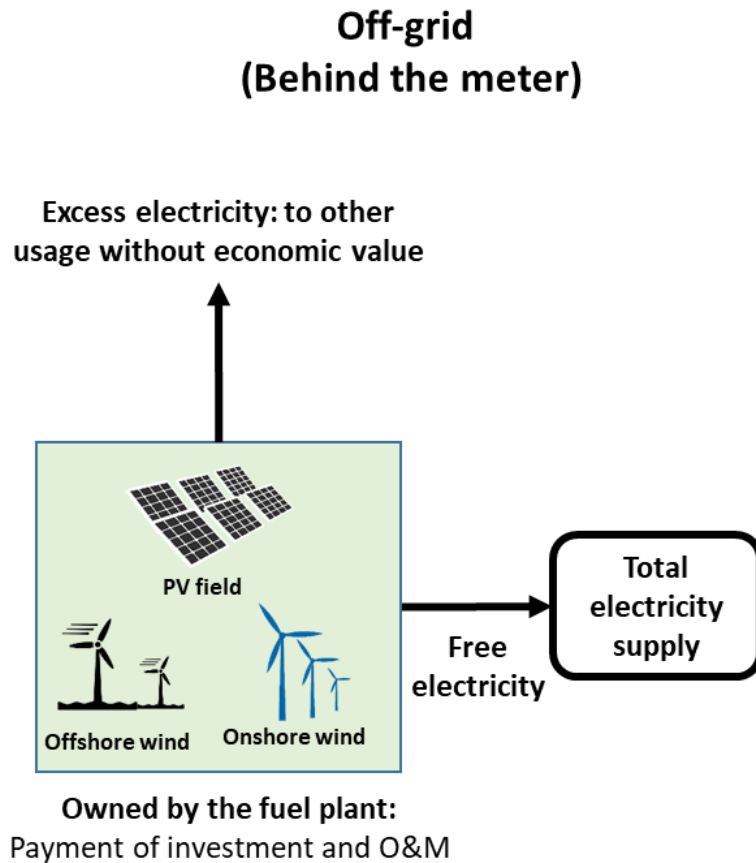 Off-grid
(Behind the meter)
Excess electricity: to other
usage without economic value
PV field
Offshore wind
Onshore wind
Free
electricity
Total
electricity
supply
Owned by the fuel plant:
Payment of investment and O&M